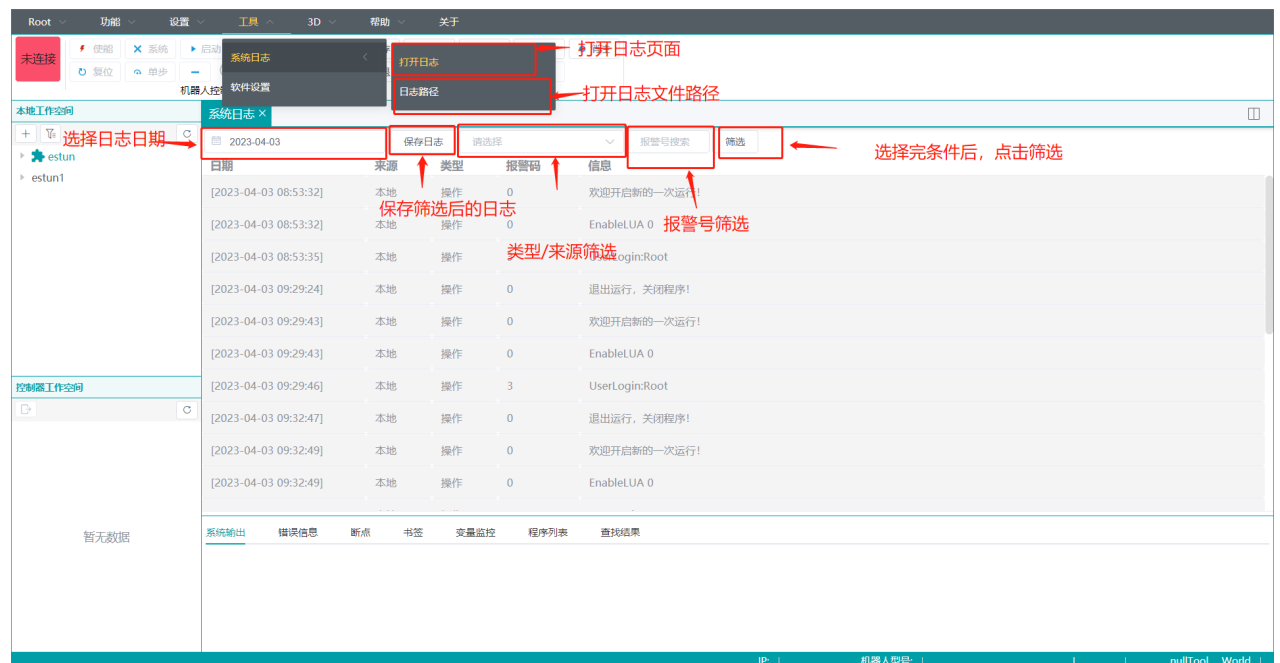 Root 功能 设置 工具 3D 帮助 关于
未连接 使能 系统 启动
复位 单步
系统日志
软件设置
打开日志
日志路径
打开日志页面
打开日志文件路径
本地工作空间
系统日志 ×
estun
estun1
选择日志日期
2023-04-03 保存日志 请选择 报警号搜索 筛选
选择完条件后，点击筛选
日期 来源 类型 报警码 信息
[2023-04-03 08:53:32] 本地 操作 0 欢迎开启新的一次运行!
保存筛选后的日志
[2023-04-03 08:53:32] 本地 操作 0 EnableLUA 0
报警号筛选
类型/来源筛选
[2023-04-03 08:53:35] 本地 操作 UserLogin:Root
[2023-04-03 09:29:24] 本地 操作 0 退出运行，关闭程序!
[2023-04-03 09:29:43] 本地 操作 0 欢迎开启新的一次运行!
[2023-04-03 09:29:43] 本地 操作 0 EnableLUA 0
[2023-04-03 09:29:46] 本地 操作 3 UserLogin:Root
[2023-04-03 09:32:47] 本地 操作 0 退出运行，关闭程序!
[2023-04-03 09:32:49] 本地 操作 0 欢迎开启新的一次运行!
[2023-04-03 09:32:49] 本地 操作 0 EnableLUA 0
控制器工作空间
暂无数据
系统输出 错误信息 断点 书签 变量监控 程序列表 查找结果
IP: | 机器人型号: | | | nullTool World |